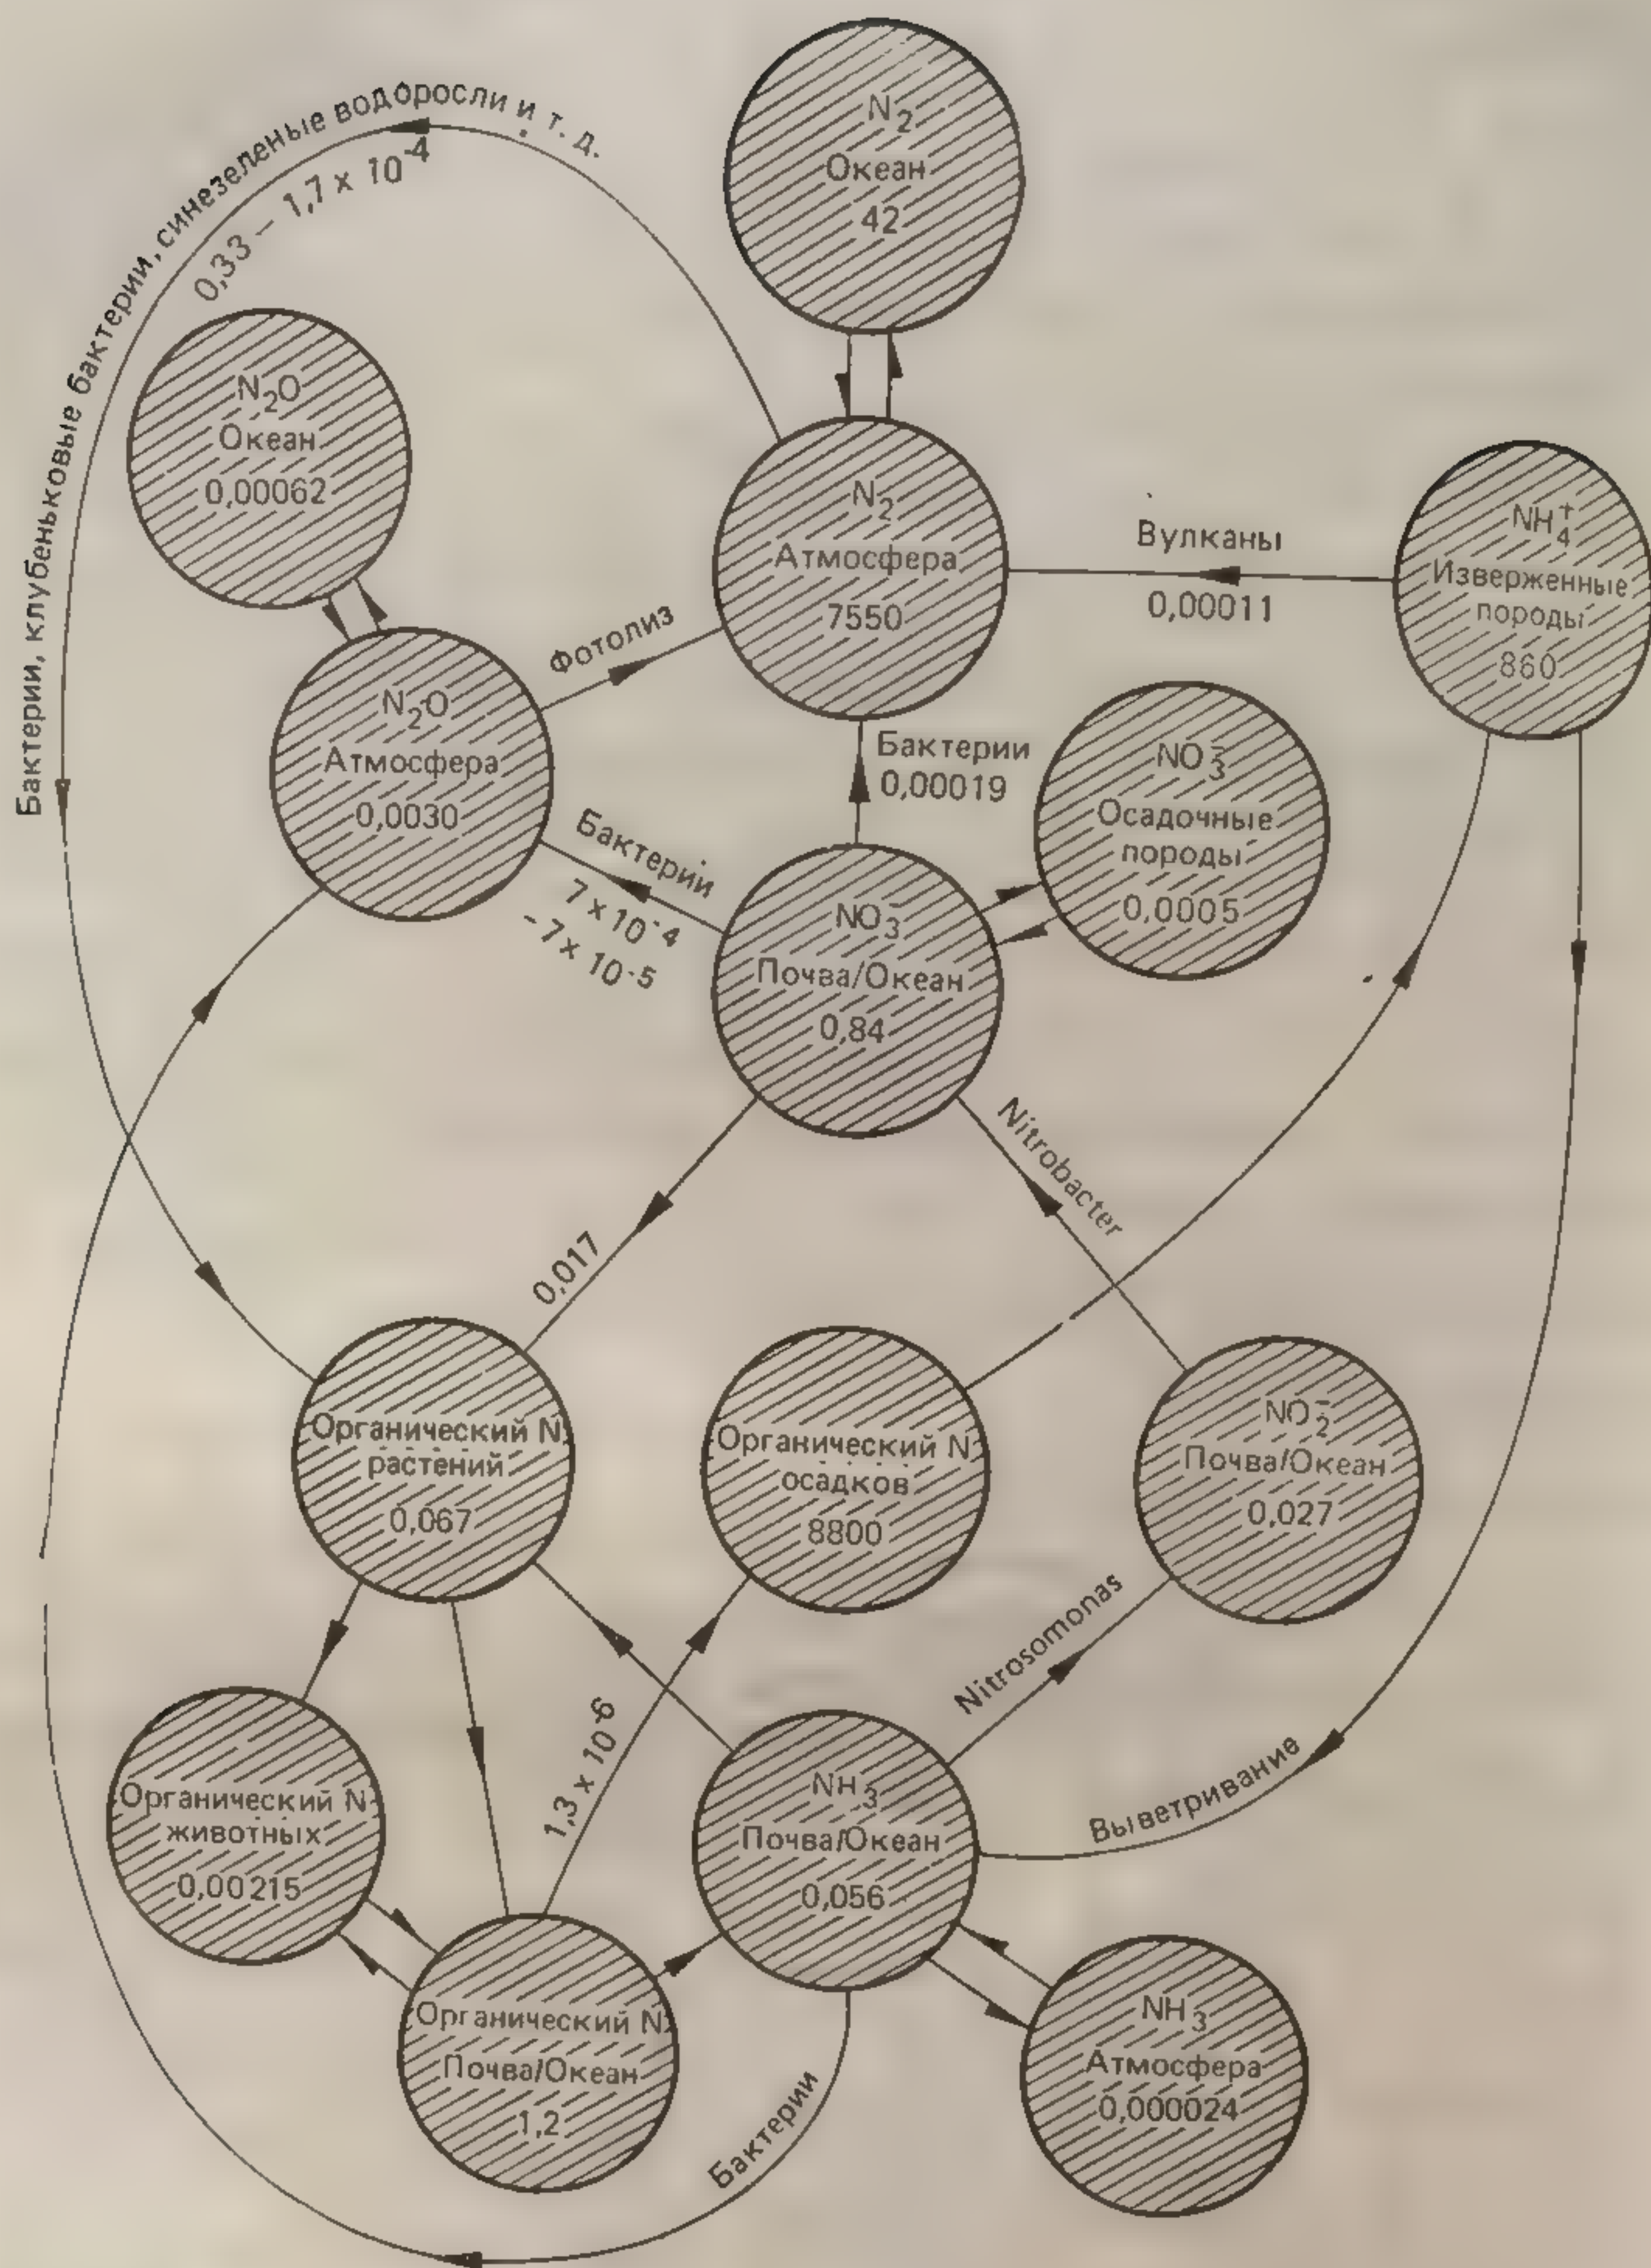 N₂
Океан
42
Бактерии, клубеньковые бактерии, синезеленые водоросли и т. д.
0,33 – 1,7 × 10⁻⁴
N₂O
Океан
0,00062
N₂
Атмосфера
7550
Вулканы
0,00011
NH₄⁺
Изверженные
породы
860
Фотолиз
N₂O
Атмосфера
0,0030
Бактерии
0,00019
NO₃⁻
Осадочные
породы
0,0005
Бактерии
7 × 10⁻⁴
– 7 × 10⁻⁵
NO₃⁻
Почва/Океан
0,84
Nitrobacter
0,017
Органический N
растений
0,067
Органический N
осадков
8800
NO₂⁻
Почва/Океан
0,027
Nitrosomonas
1,3 × 10⁻⁶
Органический N
животных
0,00215
NH₃
Почва/Океан
0,056
Выветривание
Органический N
Почва/Океан
1,2
NH₃
Атмосфера
0,000024
Бактерии